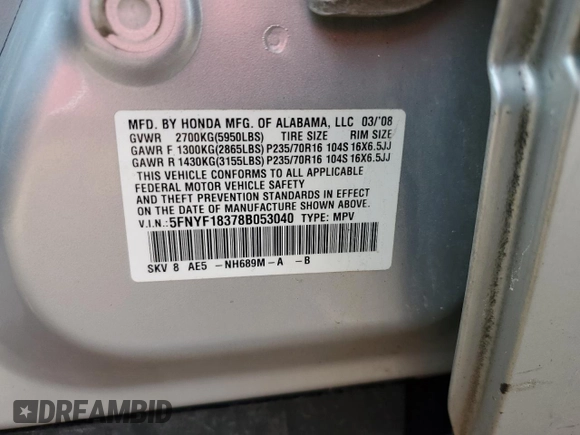 MFD. BY HONDA MFG. OF ALABAMA, LLC 03/'08
GVWR 2700KG(5950LBS) TIRE SIZE RIM SIZE
GAWR F 1300KG(2865LBS) P235/70R16 104S 16X6.5JJ
GAWR R 1430KG(3155LBS) P235/70R16 104S 16X6.5JJ
THIS VEHICLE CONFORMS TO ALL APPLICABLE
FEDERAL MOTOR VEHICLE SAFETY
AND THEFT PREVENTION STANDARDS IN EFFECT
ON THE DATE OF MANUFACTURE SHOWN ABOVE.
V.I.N.: 5FNYF18378B053040 TYPE: MPV
SKV 8 AE5 -NH689M-A -B
DREAMBID